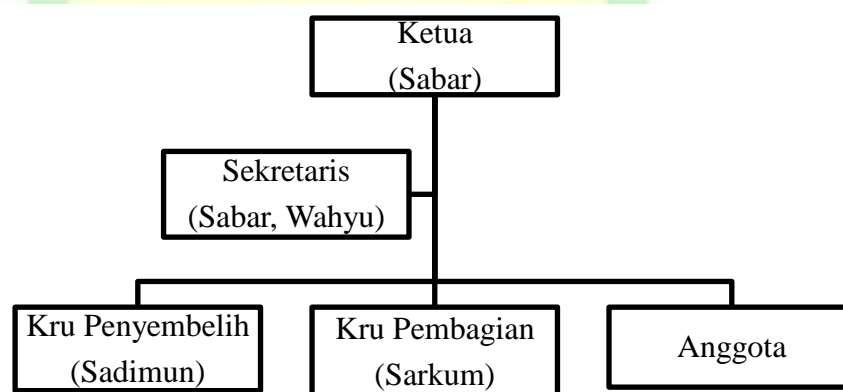 Ketua
(Sabar)
Sekretaris
(Sabar, Wahyu)
Kru Penyembelih
(Sadimun)
Kru Pembagian
(Sarkum)
Anggota